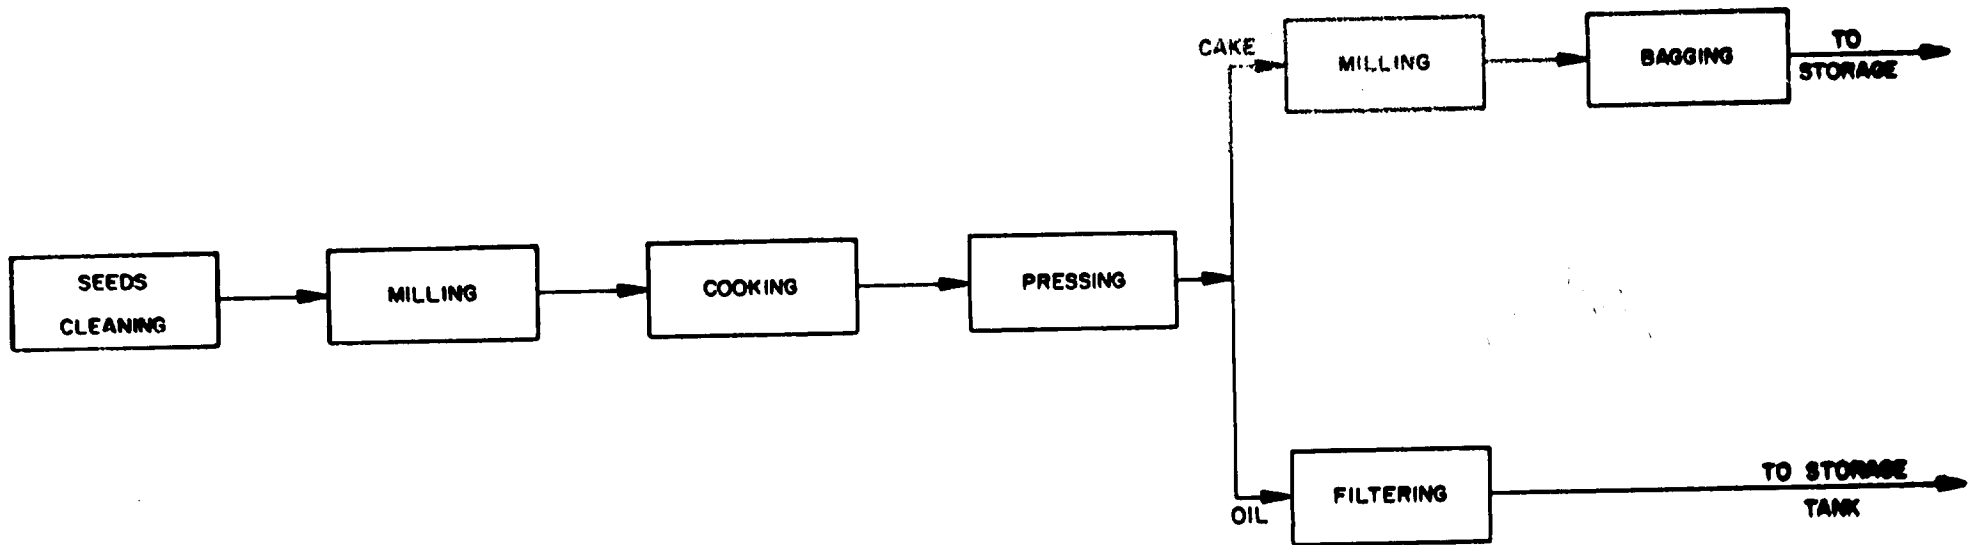 SEEDS
CLEANING
MILLING
COOKING
PRESSING
CAKE
MILLING
BAGGING
TO
STORAGE
OIL
FILTERING
TO STORAGE
TANK